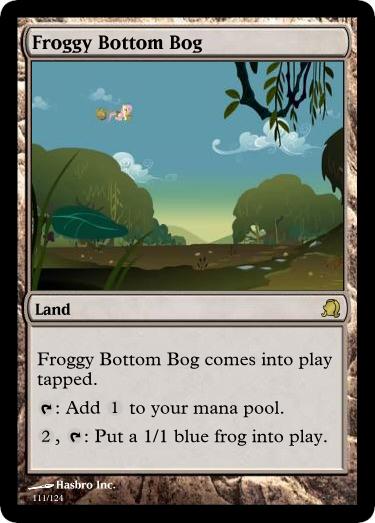 Froggy Bottom Bog
Land
Froggy Bottom Bog comes into play
tapped.
: Add 1 to your mana pool.
2, : Put a 1/1 blue frog into play.
Hasbro Inc.
111/124